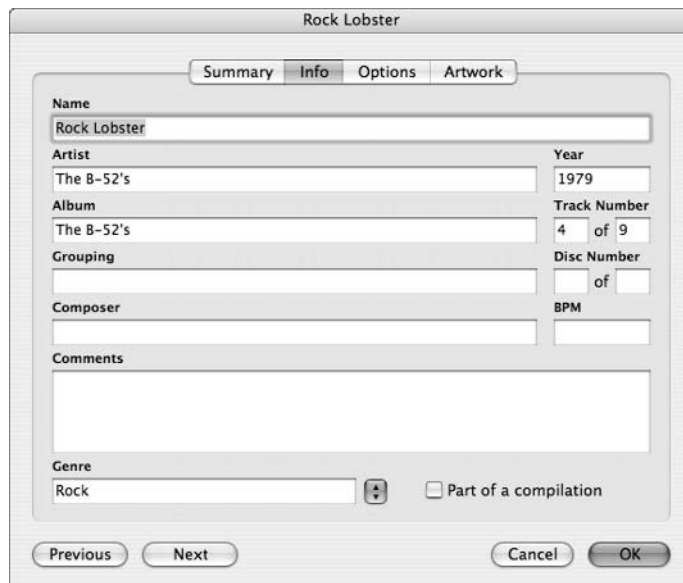 Rock Lobster
Summary Info Options Artwork
Name
Rock Lobster
Artist Year
The B-52's 1979
Album Track Number
The B-52's 4 of 9
Grouping Disc Number
of
Composer BPM
Comments
Genre
Rock Part of a compilation
Previous Next Cancel OK